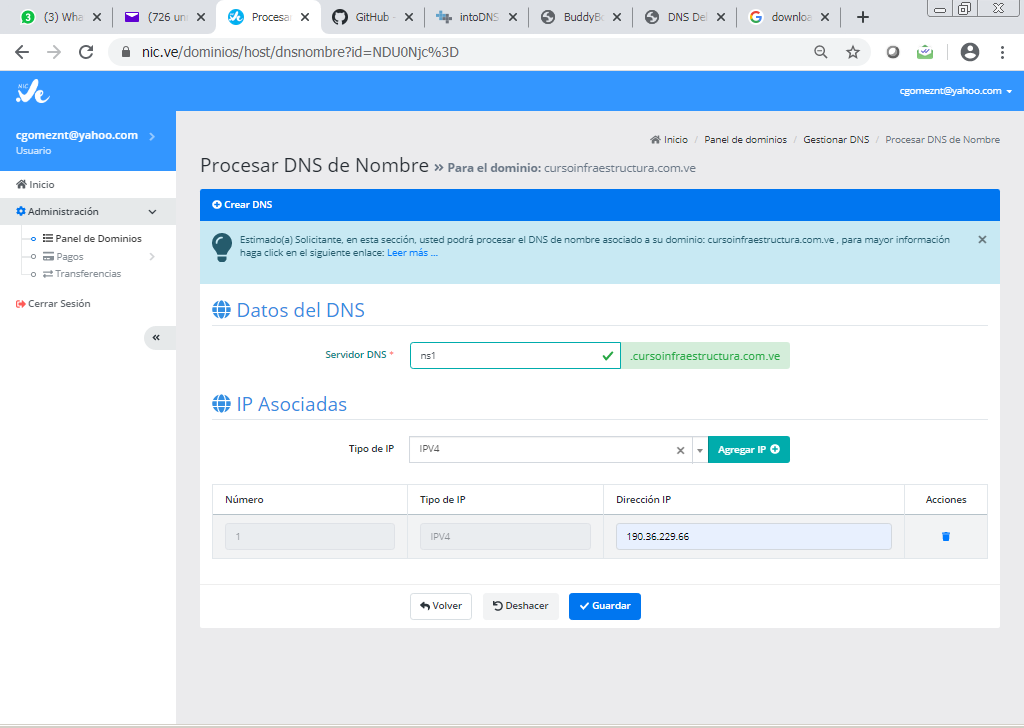 (3) Wha
(726 un
Procesa
GitHub
intoDNS
BuddyB
DNS De
downloa
nic.ve/dominios/host/dnsnombre?id=NDU0Njc%3D
NIC
.Ve
cgomeznt@yahoo.com
cgomeznt@yahoo.com
Usuario
Inicio
Administración
Panel de Dominios
Pagos
Transferencias
Cerrar Sesión
«
Inicio / Panel de dominios / Gestionar DNS / Procesar DNS de Nombre
Procesar DNS de Nombre » Para el dominio: cursoinfraestructura.com.ve
Crear DNS
Estimado(a) Solicitante, en esta sección, usted podrá procesar el DNS de nombre asociado a su dominio: cursoinfraestructura.com.ve , para mayor información
haga click en el siguiente enlace: Leer más ...
Datos del DNS
Servidor DNS * ns1 .cursoinfraestructura.com.ve
IP Asociadas
Tipo de IP IPV4 Agregar IP
Número Tipo de IP Dirección IP Acciones
1 IPV4 190.36.229.66
Volver Deshacer Guardar